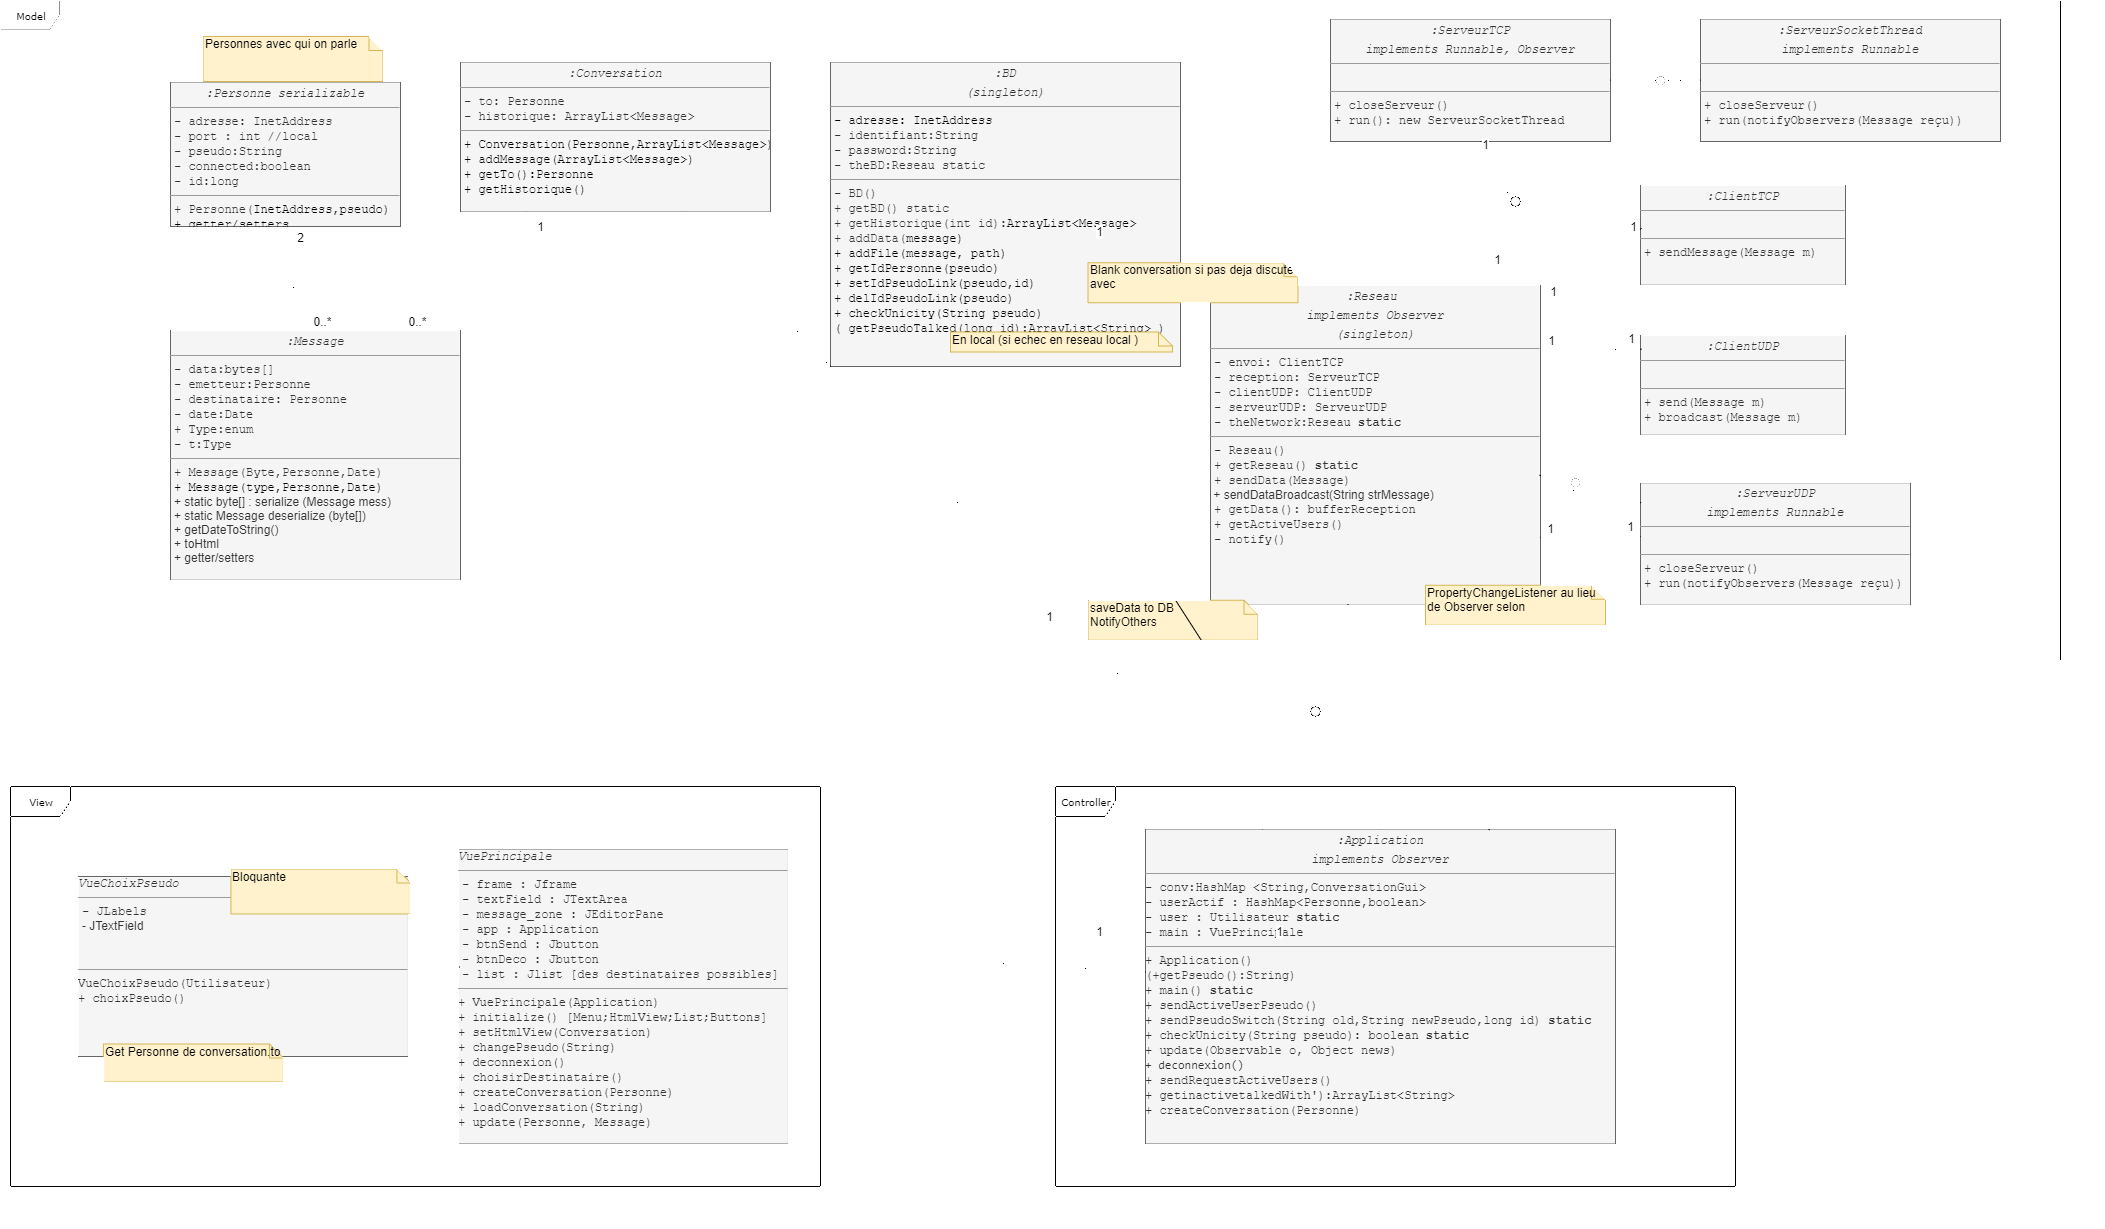 Model
Personnes avec qui on parle
:Personne serializable
- adresse: InetAddress
- port : int //local
- pseudo:String
- connected:boolean
- id:long
+ Personne(InetAddress,pseudo)
+ getter/setters
2
:Conversation
- to: Personne
- historique: ArrayList<Message>
+ Conversation(Personne,ArrayList<Message>)
+ addMessage(ArrayList<Message>)
+ getTo():Personne
+ getHistorique()
1
0..*
0..*
:Message
- data:bytes[]
- emetteur:Personne
- destinataire: Personne
- date:Date
+ Type:enum
- t:Type
+ Message(Byte,Personne,Date)
+ Message(type,Personne,Date)
+ static byte[] : serialize (Message mess)
+ static Message deserialize (byte[])
+ getDateToString()
+ toHtml
+ getter/setters
:BD
(singleton)
- adresse: InetAddress
- identifiant:String
- password:String
- theBD:Reseau static
- BD()
+ getBD() static
+ getHistorique(int id):ArrayList<Message>
1
+ addData(message)
+ addFile(message, path)
+ getIdPersonne(pseudo)
+ setIdPseudoLink(pseudo,id)
+ delIdPseudoLink(pseudo)
+ checkUnicity(String pseudo)
( getPseudoTalked(long id):ArrayList<String> )
Blank conversation si pas deja discute
avec
En local (si echec en reseau local )
:ServeurTCP
implements Runnable, Observer
+ closeServeur()
+ run(): new ServeurSocketThread
1
:ServeurSocketThread
implements Runnable
+ closeServeur()
+ run(notifyObservers(Message reçu))
:ClientTCP
1
+ sendMessage(Message m)
1
:Reseau
implements Observer
(singleton)
- envoi: ClientTCP
- reception: ServeurTCP
- clientUDP: ClientUDP
- serveurUDP: ServeurUDP
- theNetwork:Reseau static
- Reseau()
+ getReseau() static
+ sendData(Message)
+ sendDataBroadcast(String strMessage)
+ getData(): bufferReception
+ getActiveUsers()
- notify()
1
1
1
1
:ClientUDP
+ send(Message m)
+ broadcast(Message m)
:ServeurUDP
implements Runnable
1
+ closeServeur()
+ run(notifyObservers(Message reçu))
PropertyChangeListener au lieu
de Observer selon
1
saveData to DB
NotifyOthers
View
VueChoixPseudo
Bloquante
- JLabels
- JTextField
VueChoixPseudo(Utilisateur)
+ choixPseudo()
Get Personne de conversation.to
VuePrincipale
- frame : Jframe
- textField : JTextArea
- message_zone : JEditorPane
- app : Application
- btnSend : Jbutton
- btnDeco : Jbutton
- list : Jlist [des destinataires possibles]
+ VuePrincipale(Application)
+ initialize() [Menu;HtmlView;List;Buttons]
+ setHtmlView(Conversation)
+ changePseudo(String)
+ deconnexion()
+ choisirDestinataire()
+ createConversation(Personne)
+ loadConversation(String)
+ update(Personne, Message)
Controller
:Application
implements Observer
- conv:HashMap <String,ConversationGui>
- userActif : HashMap<Personne,boolean>
- user : Utilisateur static
- main : VuePrincipale
1
1
+ Application()
(+getPseudo():String)
+ main() static
+ sendActiveUserPseudo()
+ sendPseudoSwitch(String old,String newPseudo,long id) static
+ checkUnicity(String pseudo): boolean static
+ update(Observable o, Object news)
+ deconnexion()
+ sendRequestActiveUsers()
+ getinactivetalkedWith'):ArrayList<String>
+ createConversation(Personne)